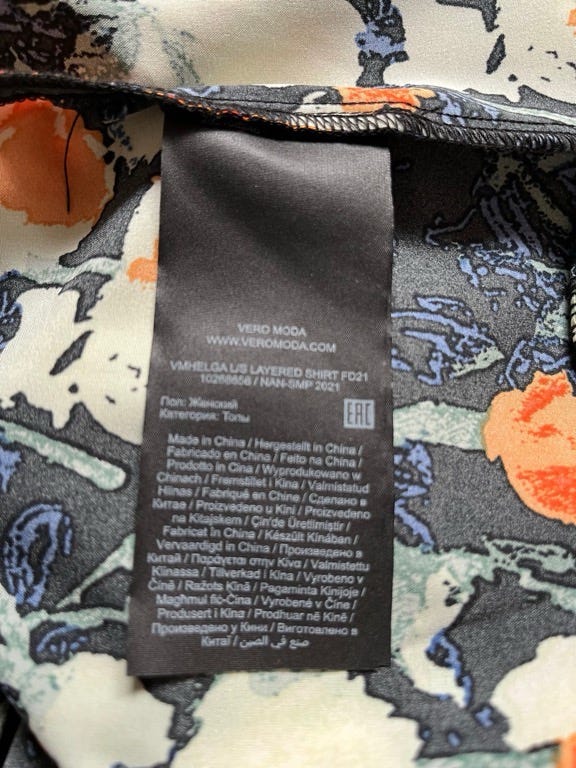 VERO MODA
WWW.VEROMODA.COM
VMHELGA L/S LAYERED SHIRT FD21
10268656 / NAN-SMP 2021
Пол: Женский
Категория: Топы
EAC
Made in China / Hergestellt in China /
Fabricado en China / Feito na China /
Prodotto in Cina / Wyprodukowano w
Chinach / Fremstillet i Kina / Valmistatud
Hiinas / Fabriqué en Chine / Сделано в
Китае / Proizvedeno u Kini / Proizvedeno
na Kitajskem / Çin'de Üretilmiştir /
Fabricat în China / Készült Kínában /
Vervaardigd in China / Произведено в
Китай / Παράγεται στην Κίνα / Valmistettu
Kiinassa / Tillverkad i Kina / Vyrobeno v
Číně / Ražots Ķīnā / Pagaminta Kinijoje /
Magħmul fiċ-Ċina / Vyrobené v Číne /
Produsert i Kina / Prodhuar në Kinë /
Произведено у Кини / Виготовлено в
Китаї / صنع في الصين